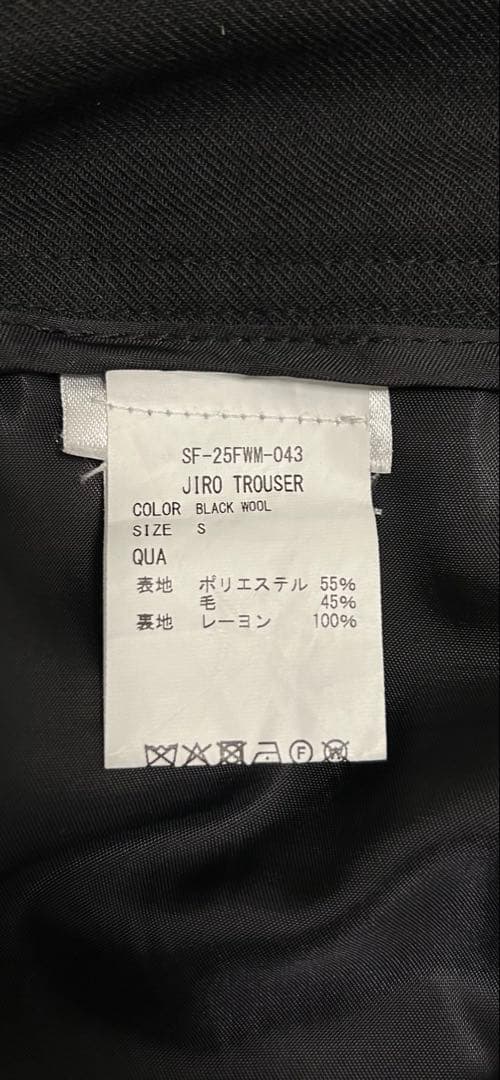 SF-25FWM-043
JIRO TROUSER
COLOR BLACK WOOL
SIZE S
QUA
表地 ポリエステル 55%
毛 45%
裏地 レーヨン 100%
F
W